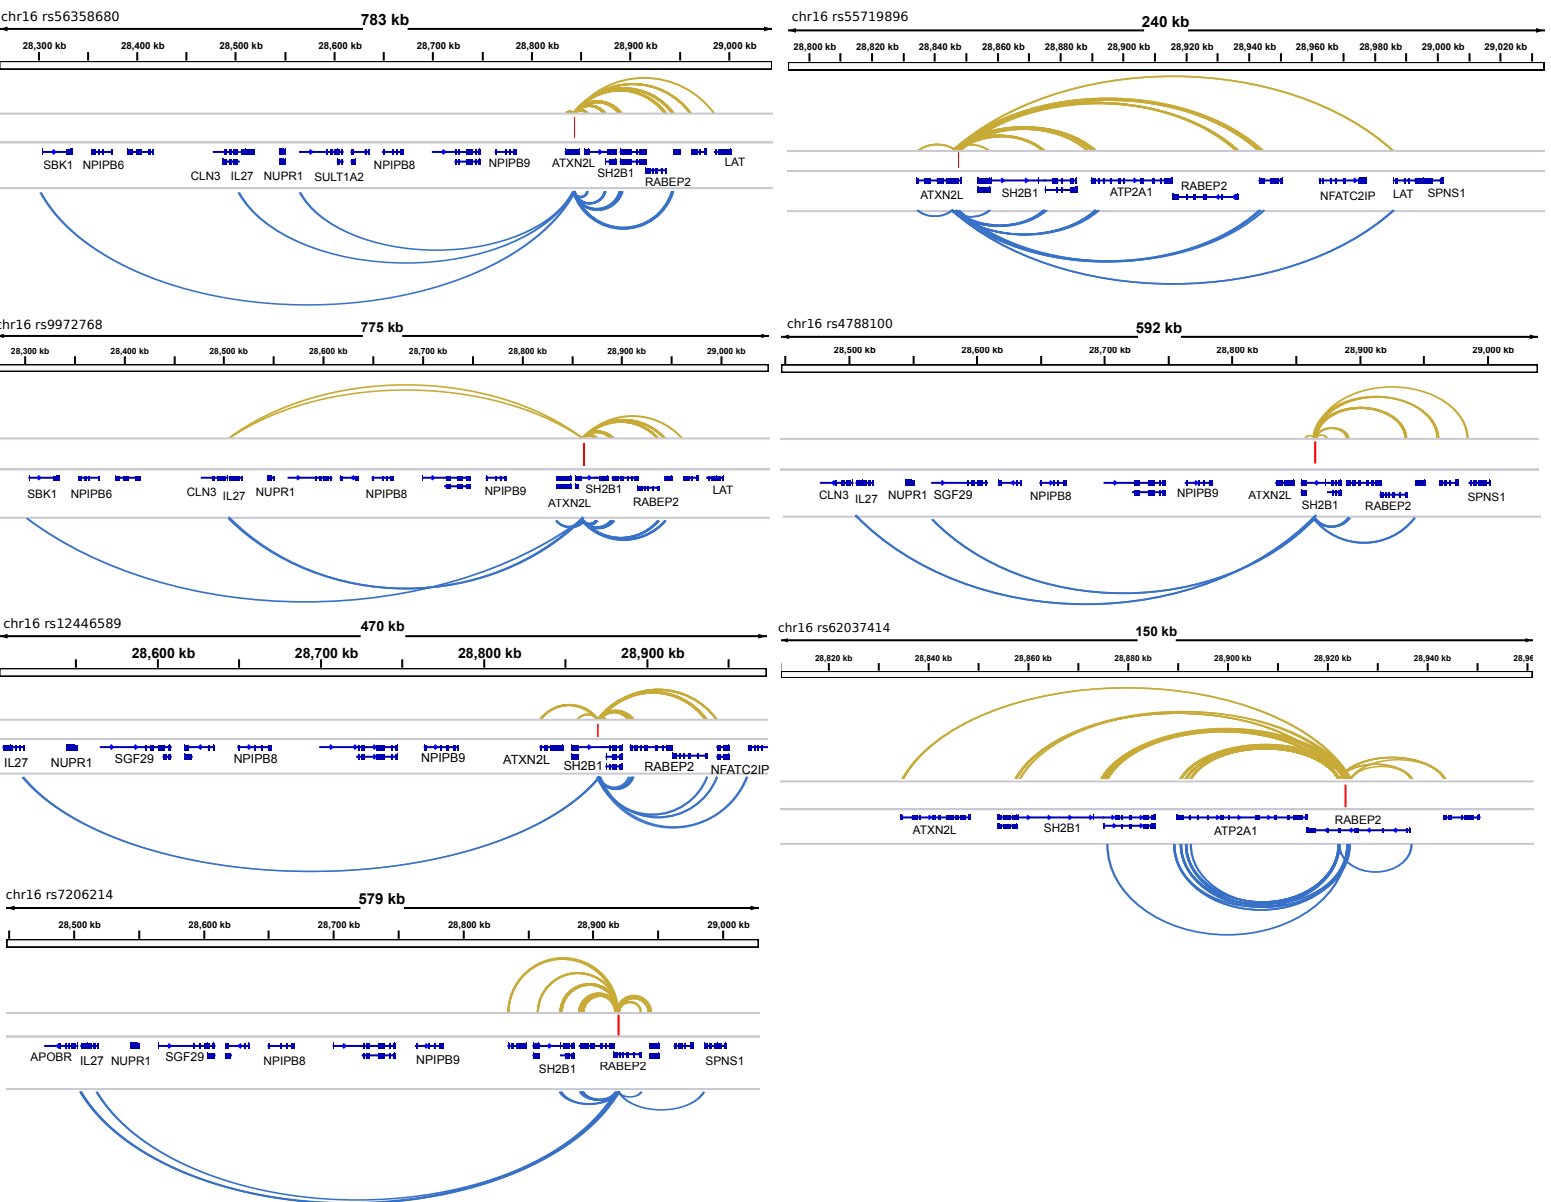 chr16 rs56358680
783 kb
28,300 kb 28,400 kb 28,500 kb 28,600 kb 28,700 kb 28,800 kb 28,900 kb 29,000 kb
SBK1 NPIPB6 CLN3 IL27 NUPR1 SULT1A2 NPIPB8 NPIPB9 ATXN2L SH2B1 RABEP2 LAT
chr16 rs55719896
240 kb
28,800 kb 28,820 kb 28,840 kb 28,860 kb 28,880 kb 28,900 kb 28,920 kb 28,940 kb 28,960 kb 28,980 kb 29,000 kb 29,020 kb
ATXN2L SH2B1 ATP2A1 RABEP2 NFATC2IP LAT SPNS1
chr16 rs9972768
775 kb
28,300 kb 28,400 kb 28,500 kb 28,600 kb 28,700 kb 28,800 kb 28,900 kb 29,000 kb
SBK1 NPIPB6 CLN3 IL27 NUPR1 NPIPB8 NPIPB9 ATXN2L SH2B1 RABEP2 LAT
chr16 rs4788100
592 kb
28,500 kb 28,600 kb 28,700 kb 28,800 kb 28,900 kb 29,000 kb
CLN3 IL27 NUPR1 SGF29 NPIPB8 NPIPB9 ATXN2L SH2B1 RABEP2 SPNS1
chr16 rs12446589
470 kb
28,600 kb 28,700 kb 28,800 kb 28,900 kb
IL27 NUPR1 SGF29 NPIPB8 NPIPB9 ATXN2L SH2B1 RABEP2 NFATC2IP
chr16 rs62037414
150 kb
28,820 kb 28,840 kb 28,860 kb 28,880 kb 28,900 kb 28,920 kb 28,940 kb 28,96
ATXN2L SH2B1 ATP2A1 RABEP2
chr16 rs7206214
579 kb
28,500 kb 28,600 kb 28,700 kb 28,800 kb 28,900 kb 29,000 kb
APOBR IL27 NUPR1 SGF29 NPIPB8 NPIPB9 SH2B1 RABEP2 SPNS1